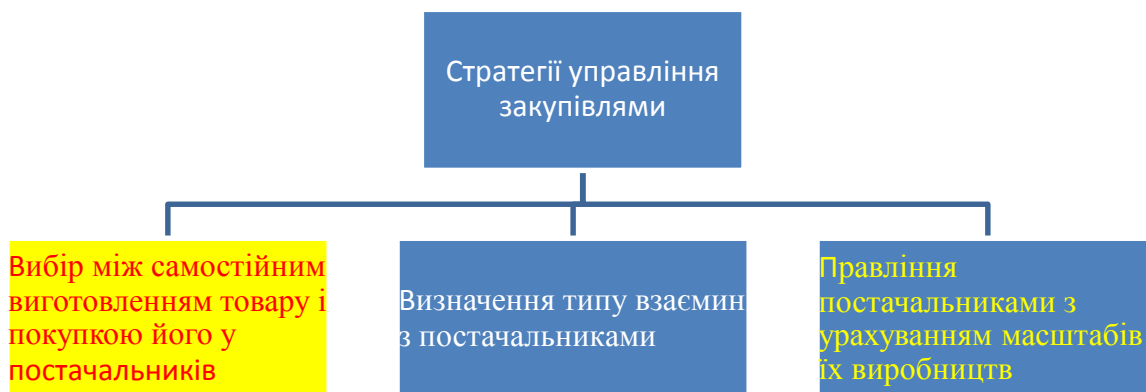 Стратегії управління
закупівлями
Вибір між самостійним
виготовленням товару і
покупкою його у
постачальників
Визначення типу взаємин
з постачальниками
Правління
постачальниками з
урахуванням масштабів
їх виробництв